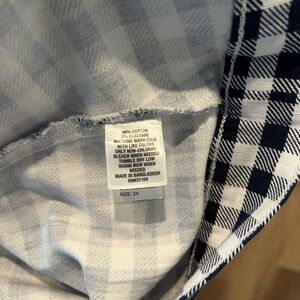 98% COTTON
2% ELASTANE
MACHINE WASH COLD
WITH LIKE COLORS
ONLY NON-CHLORINE
BLEACH WHEN NEEDED
TUMBLE DRY LOW
WARM IRON WHEN
NEEDED
MADE IN BANGLADESH
SIZE: 2X